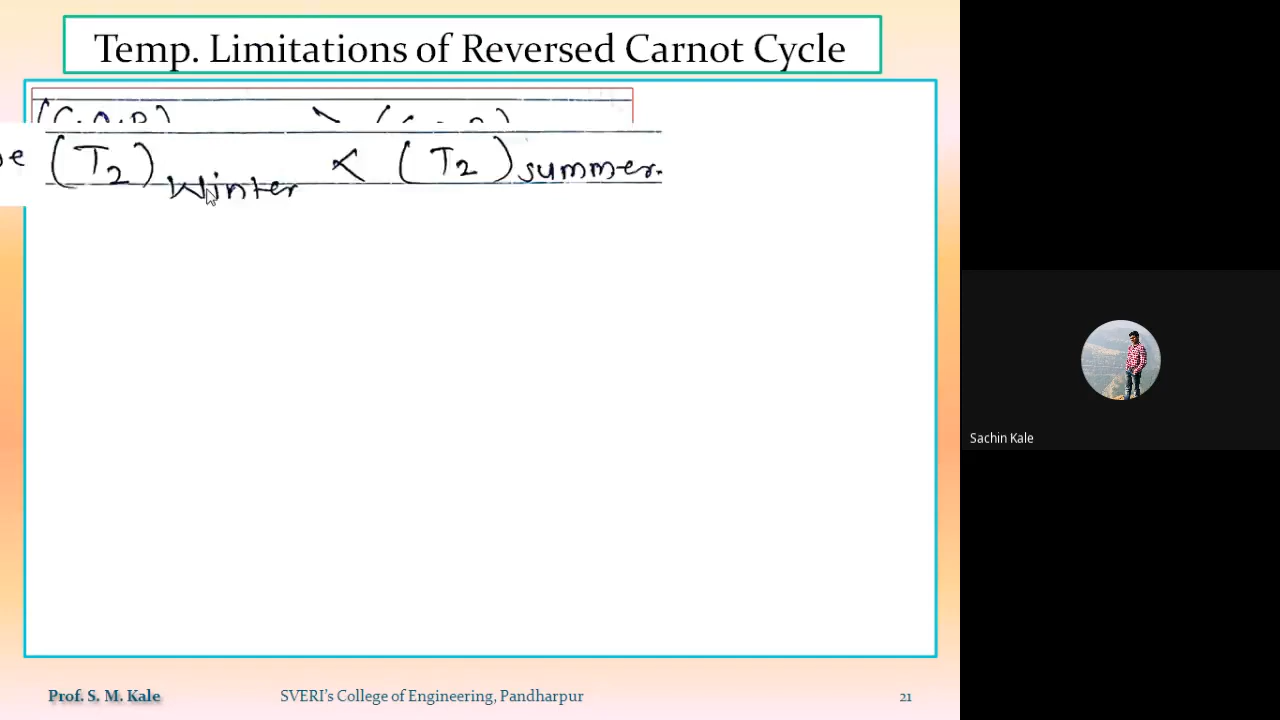 Temp. Limitations of Reversed Carnot Cycle
(T2) Winter < (T2) summer.
Sachin Kale
Prof. S. M. Kale
SVERI's College of Engineering, Pandharpur
21